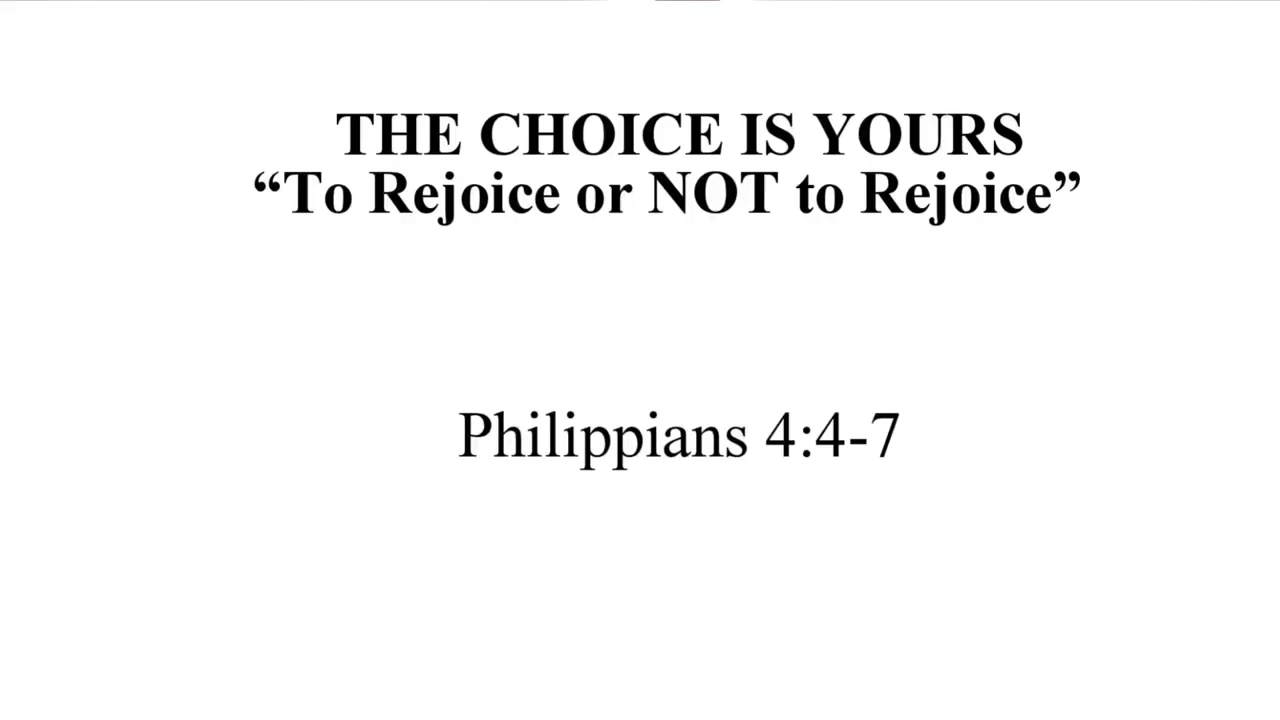 THE CHOICE IS YOURS
“To Rejoice or NOT to Rejoice”
Philippians 4:4-7